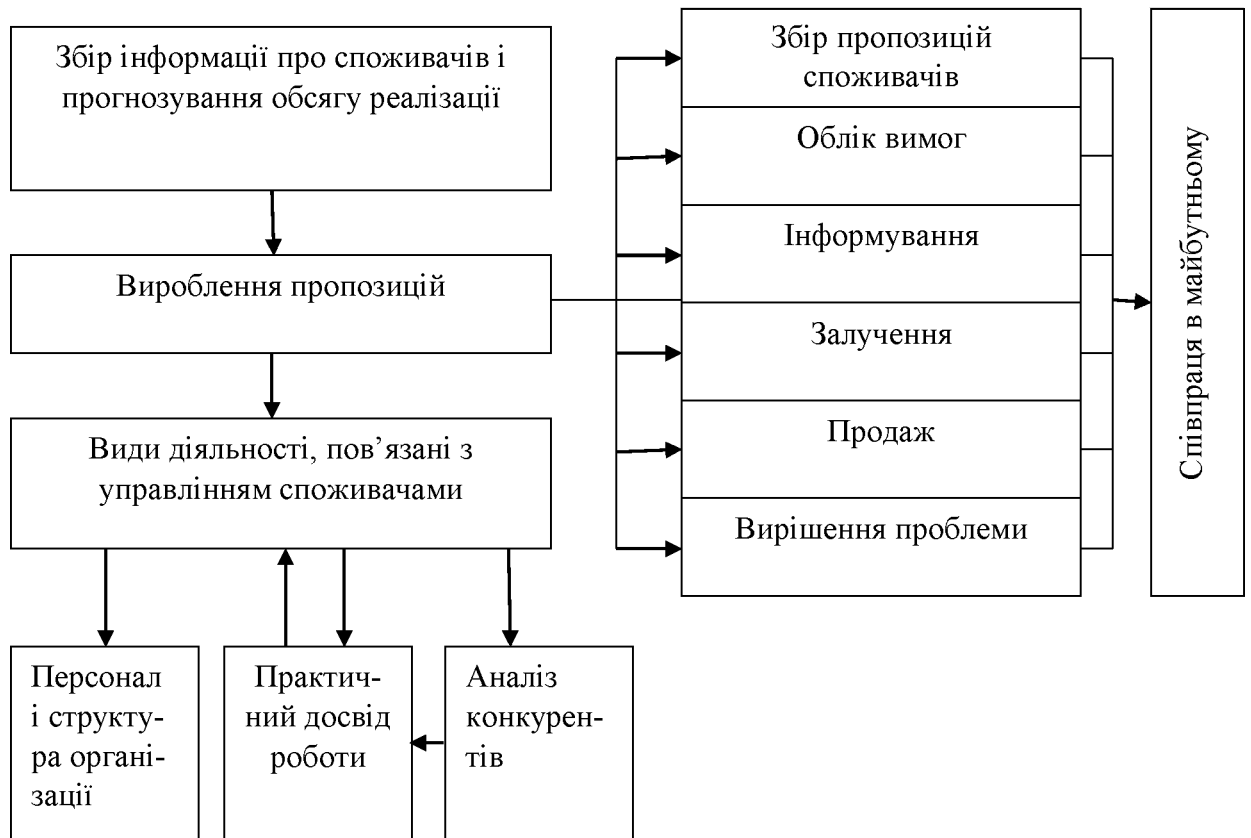 Збір інформації про споживачів і
прогнозування обсягу реалізації
Вироблення пропозицій
Види діяльності, пов’язані з
управлінням споживачами
Персонал
і структу-
ра органі-
зації
Практич-
ний досвід
роботи
Аналіз
конкурен-
тів
Збір пропозицій
споживачів
Облік вимог
Інформування
Залучення
Продаж
Вирішення проблеми
Співпраця в майбутньому